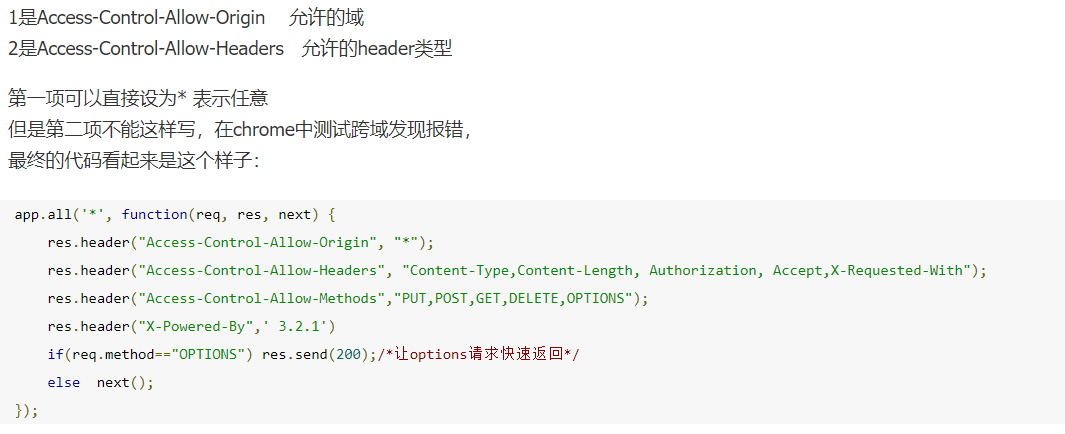 1是Access-Control-Allow-Origin 允许的域
2是Access-Control-Allow-Headers 允许的header类型
第一项可以直接设为* 表示任意
但是第二项不能这样写，在chrome中测试跨域发现报错，
最终的代码看起来是这个样子：
app.all('*', function(req, res, next) {
    res.header("Access-Control-Allow-Origin", "*");
    res.header("Access-Control-Allow-Headers", "Content-Type,Content-Length, Authorization, Accept,X-Requested-With");
    res.header("Access-Control-Allow-Methods","PUT,POST,GET,DELETE,OPTIONS");
    res.header("X-Powered-By",' 3.2.1')
    if(req.method=="OPTIONS") res.send(200);/*让options请求快速返回*/
    else  next();
});